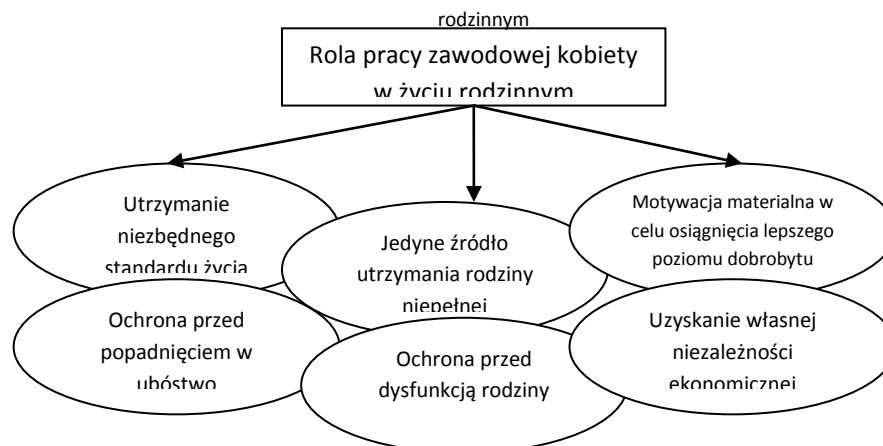 rodzinnym
Rola pracy zawodowej kobiety
w życiu rodzinnym
Utrzymanie
niezbędnego
standardu życia
Jedyne źródło
utrzymania rodziny
niepełnej
Motywacja materialna w
celu osiągnięcia lepszego
poziomu dobrobytu
Ochrona przed
popadnięciem w
ubóstwo
Ochrona przed
dysfunkcją rodziny
Uzyskanie własnej
niezależności
ekonomicznej